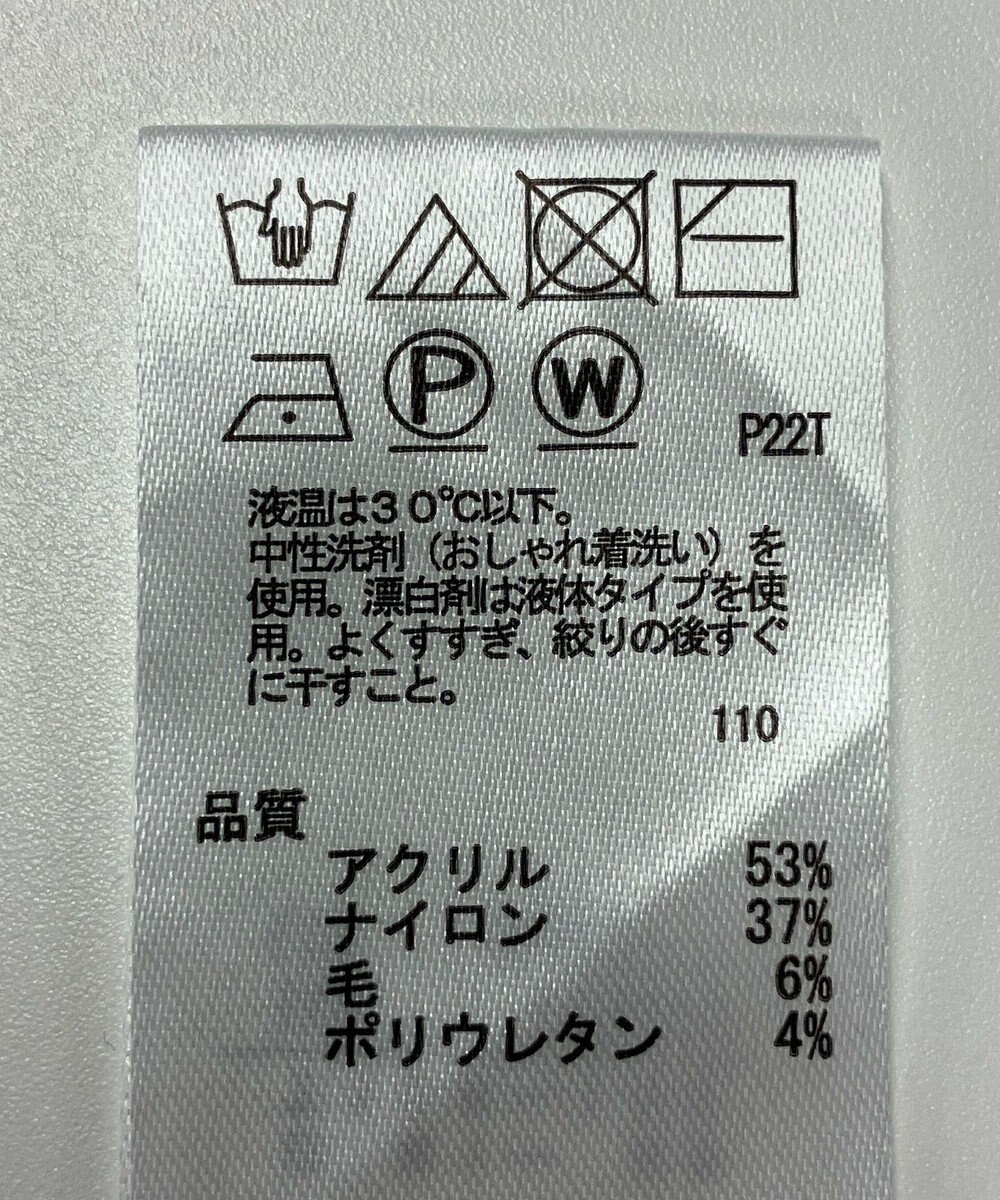 P
W
P22T
液温は30℃以下。
中性洗剤（おしゃれ着洗い）を
使用。漂白剤は液体タイプを使
用。よくすすぎ、絞りの後すぐ
に干すこと。
110
品質
アクリル 53%
ナイロン 37%
毛 6%
ポリウレタン 4%